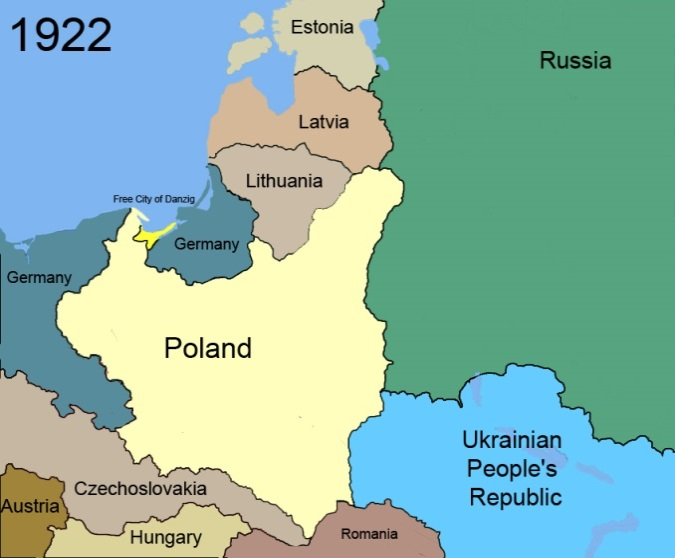 1922
Estonia
Russia
Latvia
Lithuania
Free City of Danzig
Germany
Germany
Poland
Ukrainian
People's
Republic
Czechoslovakia
Austria
Hungary
Romania